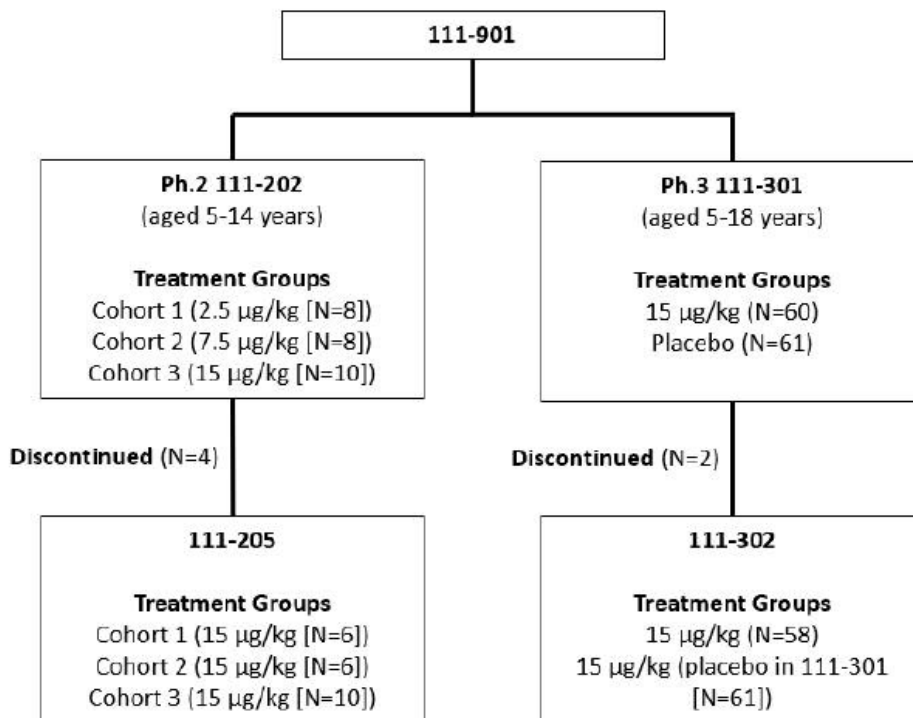 111-901
Ph.2 111-202
(aged 5-14 years)
Treatment Groups
Cohort 1 (2.5 µg/kg [N=8])
Cohort 2 (7.5 µg/kg [N=8])
Cohort 3 (15 µg/kg [N=10])
Ph.3 111-301
(aged 5-18 years)
Treatment Groups
15 µg/kg (N=60)
Placebo (N=61)
Discontinued (N=4)
Discontinued (N=2)
111-205
Treatment Groups
Cohort 1 (15 µg/kg [N=6])
Cohort 2 (15 µg/kg [N=6])
Cohort 3 (15 µg/kg [N=10])
111-302
Treatment Groups
15 µg/kg (N=58)
15 µg/kg (placebo in 111-301
[N=61])